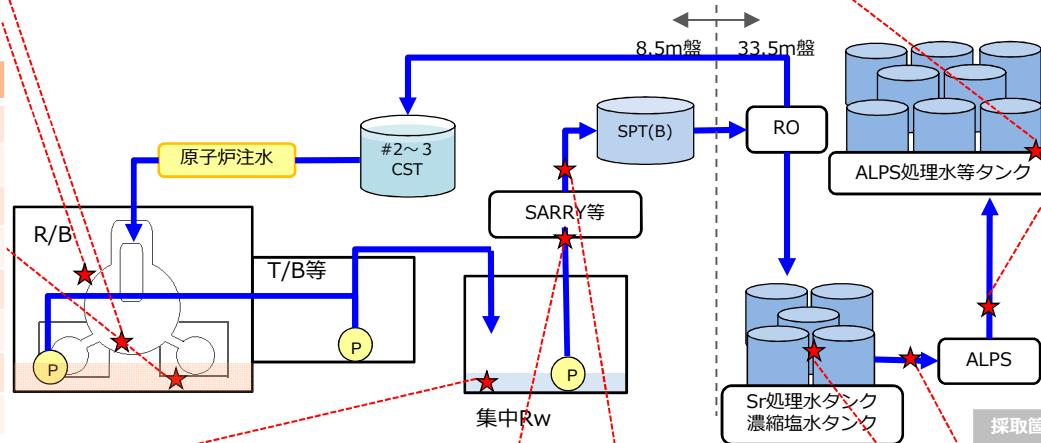 8.5m盤
33.5m盤
原子炉注水
#2～3
CST
SPT(B)
RO
ALPS処理水等タンク
SARRY等
R/B
T/B等
P
P
P
集中Rw
Sr処理水タンク
濃縮塩水タンク
ALPS
採取箇